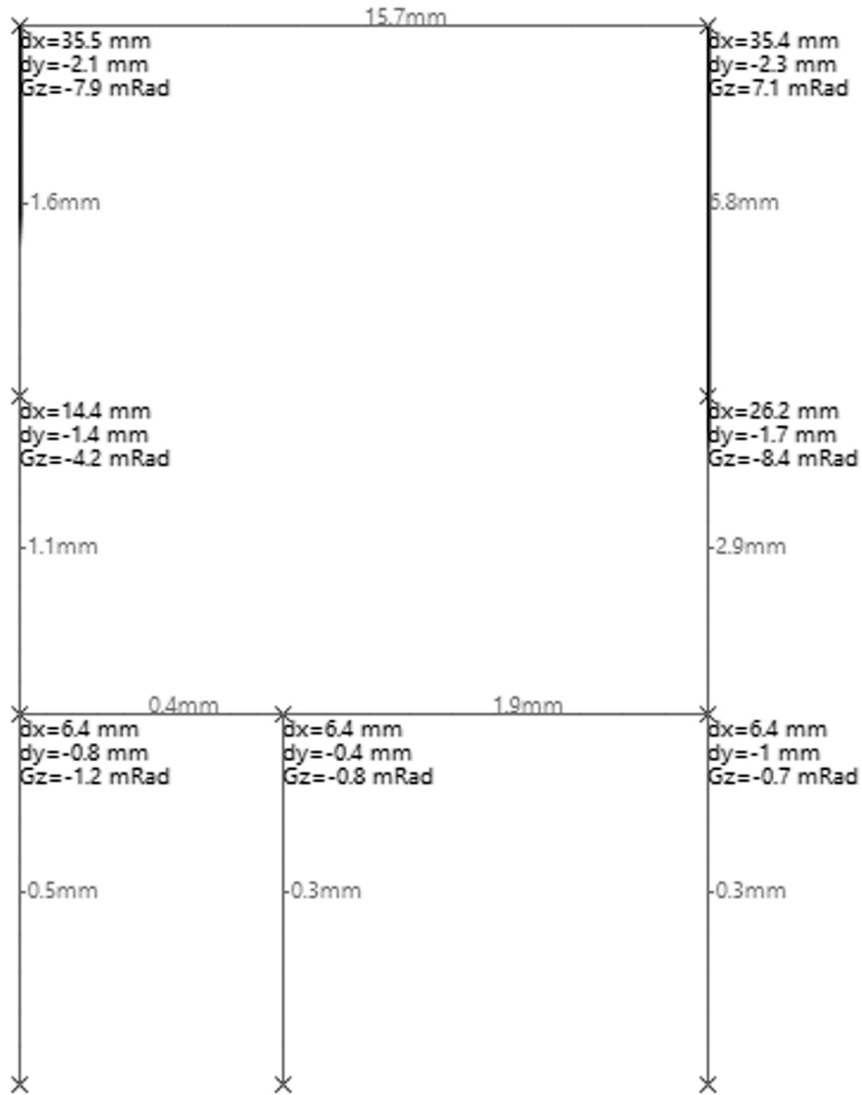 15.7mm
dx=35.5 mm
dy=-2.1 mm
Gz=-7.9 mRad
dx=35.4 mm
dy=-2.3 mm
Gz=7.1 mRad
-1.6mm
6.8mm
dx=14.4 mm
dy=-1.4 mm
Gz=-4.2 mRad
dx=26.2 mm
dy=-1.7 mm
Gz=-8.4 mRad
-1.1mm
-2.9mm
0.4mm
1.9mm
dx=6.4 mm
dy=-0.8 mm
Gz=-1.2 mRad
dx=6.4 mm
dy=-0.4 mm
Gz=-0.8 mRad
dx=6.4 mm
dy=-1 mm
Gz=-0.7 mRad
-0.5mm
-0.3mm
-0.3mm